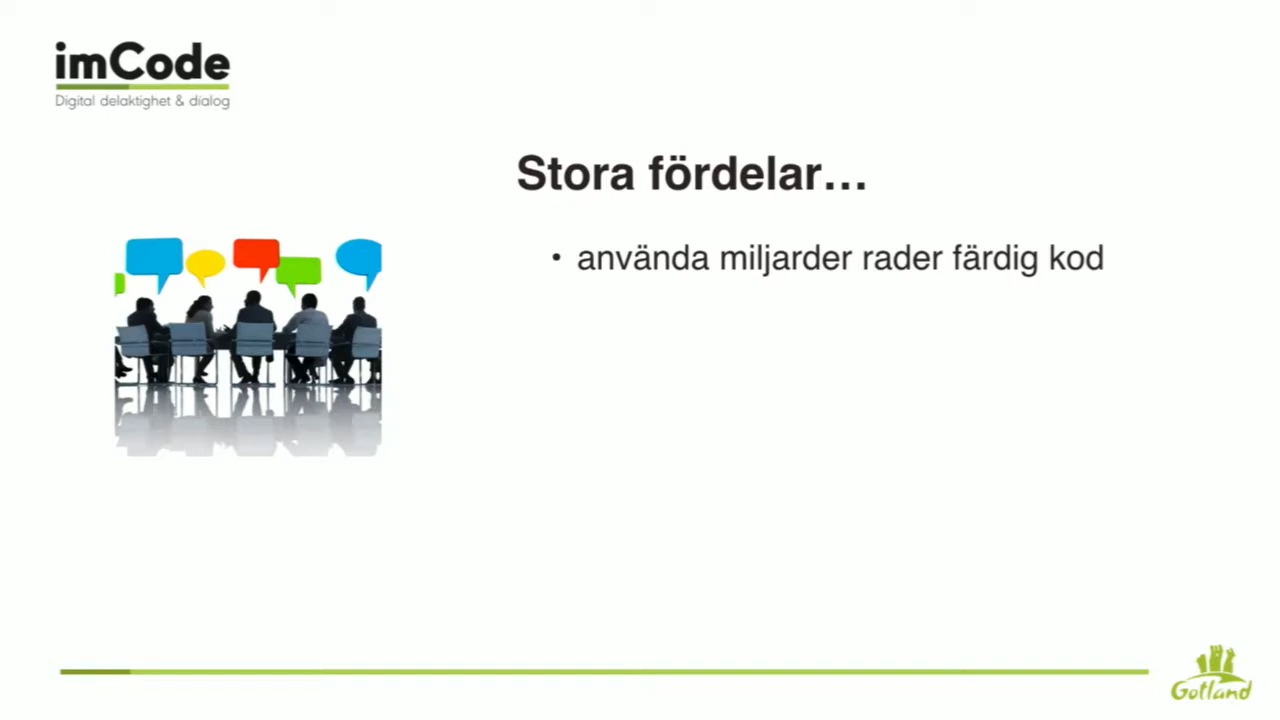 imCode
Digital delaktighet & dialog
Stora fördelar...
• använda miljarder rader färdig kod
Gotland